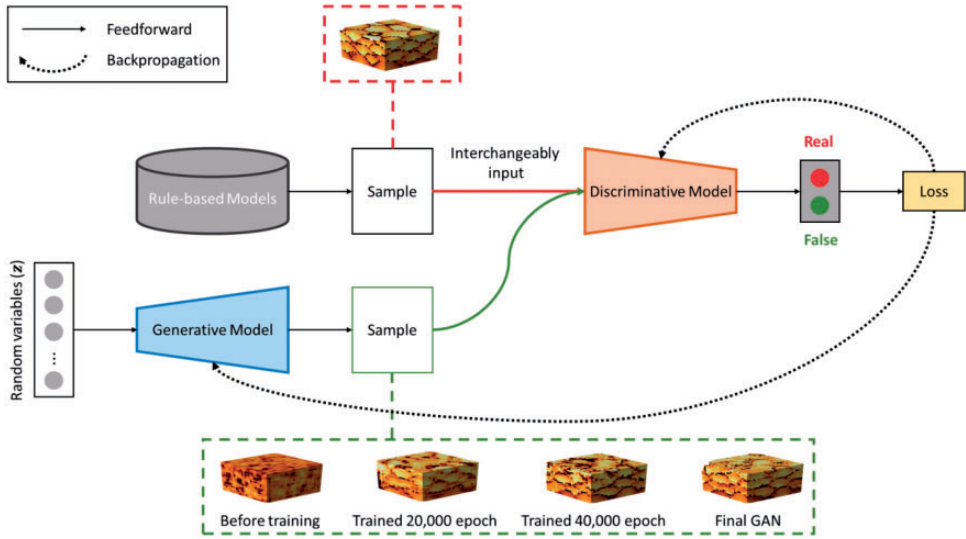 Feedforward
Backpropagation
Rule-based Models
Sample
Interchangeably
input
Discriminative Model
Real
False
Loss
Random variables (z)
...
Generative Model
Sample
Before training
Trained 20,000 epoch
Trained 40,000 epoch
Final GAN